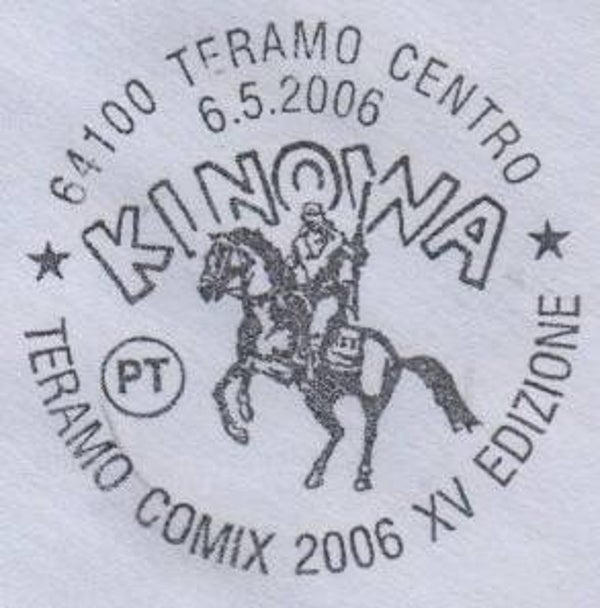 64100 TERAMO CENTRO
6.5.2006
KINOWA
PT
TERAMO COMIX 2006 XV EDIZIONE